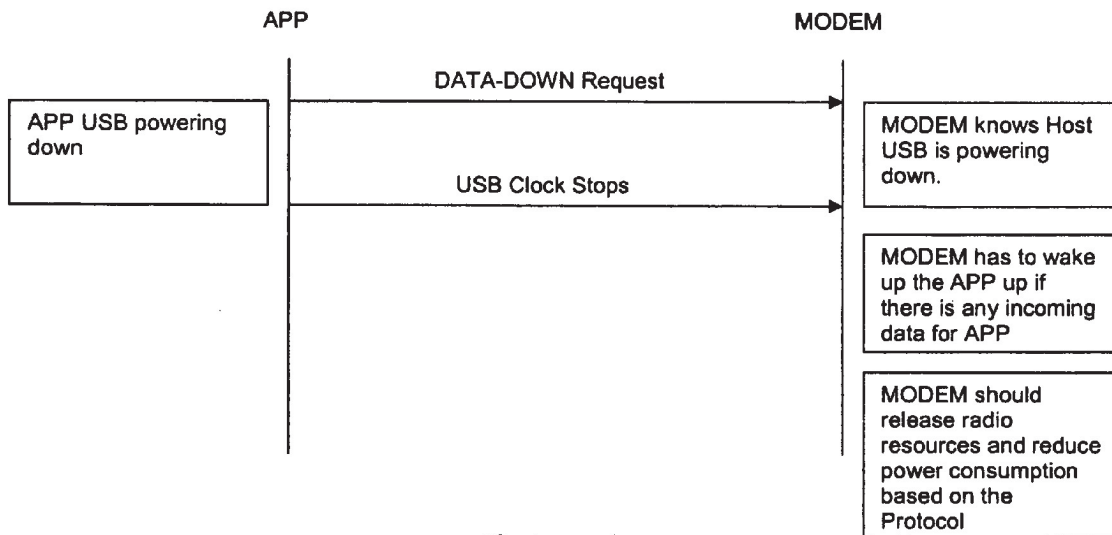 APP
MODEM
DATA-DOWN Request
APP USB powering
down
MODEM knows Host
USB is powering
down.
USB Clock Stops
MODEM has to wake
up the APP up if
there is any incoming
data for APP
MODEM should
release radio
resources and reduce
power consumption
based on the
Protocol